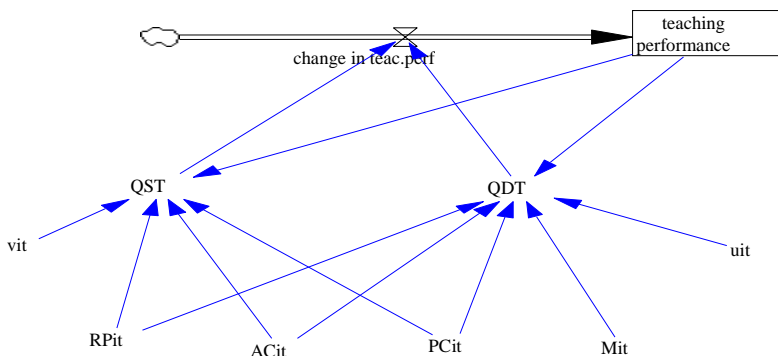 teaching
performance
change in teac.perf
QST
QDT
vit
uit
RPit
ACit
PCit
Mit